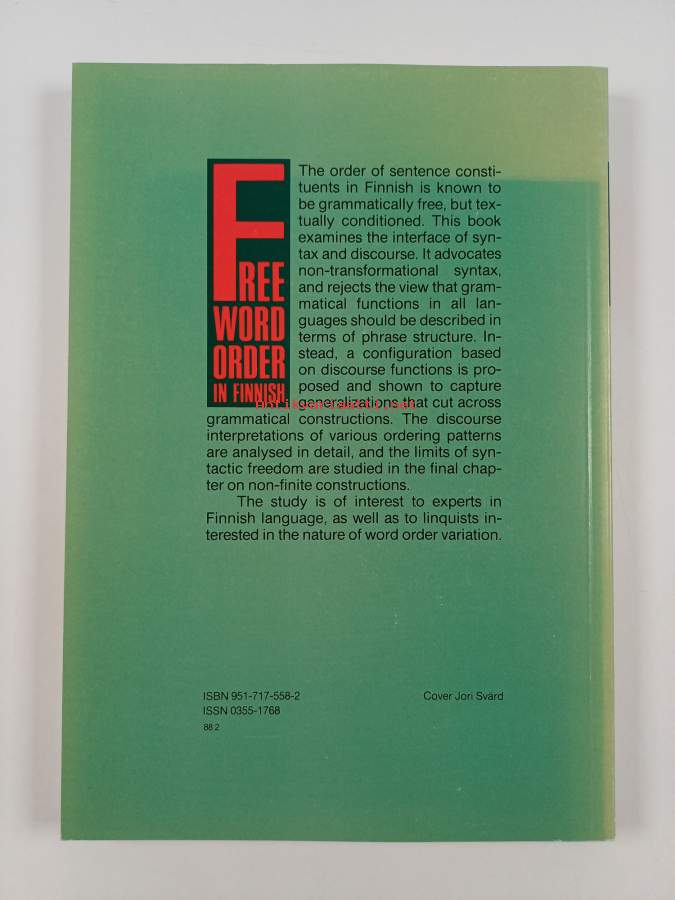 FREE
WORD
ORDER
IN FINNISH
The order of sentence consti-
tuents in Finnish is known to
be grammatically free, but tex-
tually conditioned. This book
examines the interface of syn-
tax and discourse. It advocates
non-transformational syntax,
and rejects the view that gram-
matical functions in all lan-
guages should be described in
terms of phrase structure. In-
stead, a configuration based
on discourse functions is pro-
posed and shown to capture
generalizations that cut across
grammatical constructions. The discourse
interpretations of various ordering patterns
are analysed in detail, and the limits of syn-
tactic freedom are studied in the final chap-
ter on non-finite constructions.
The study is of interest to experts in
Finnish language, as well as to linquists in-
terested in the nature of word order variation.
ISBN 951-717-558-2
Cover Jori Svärd
ISSN 0355-1768
88 2